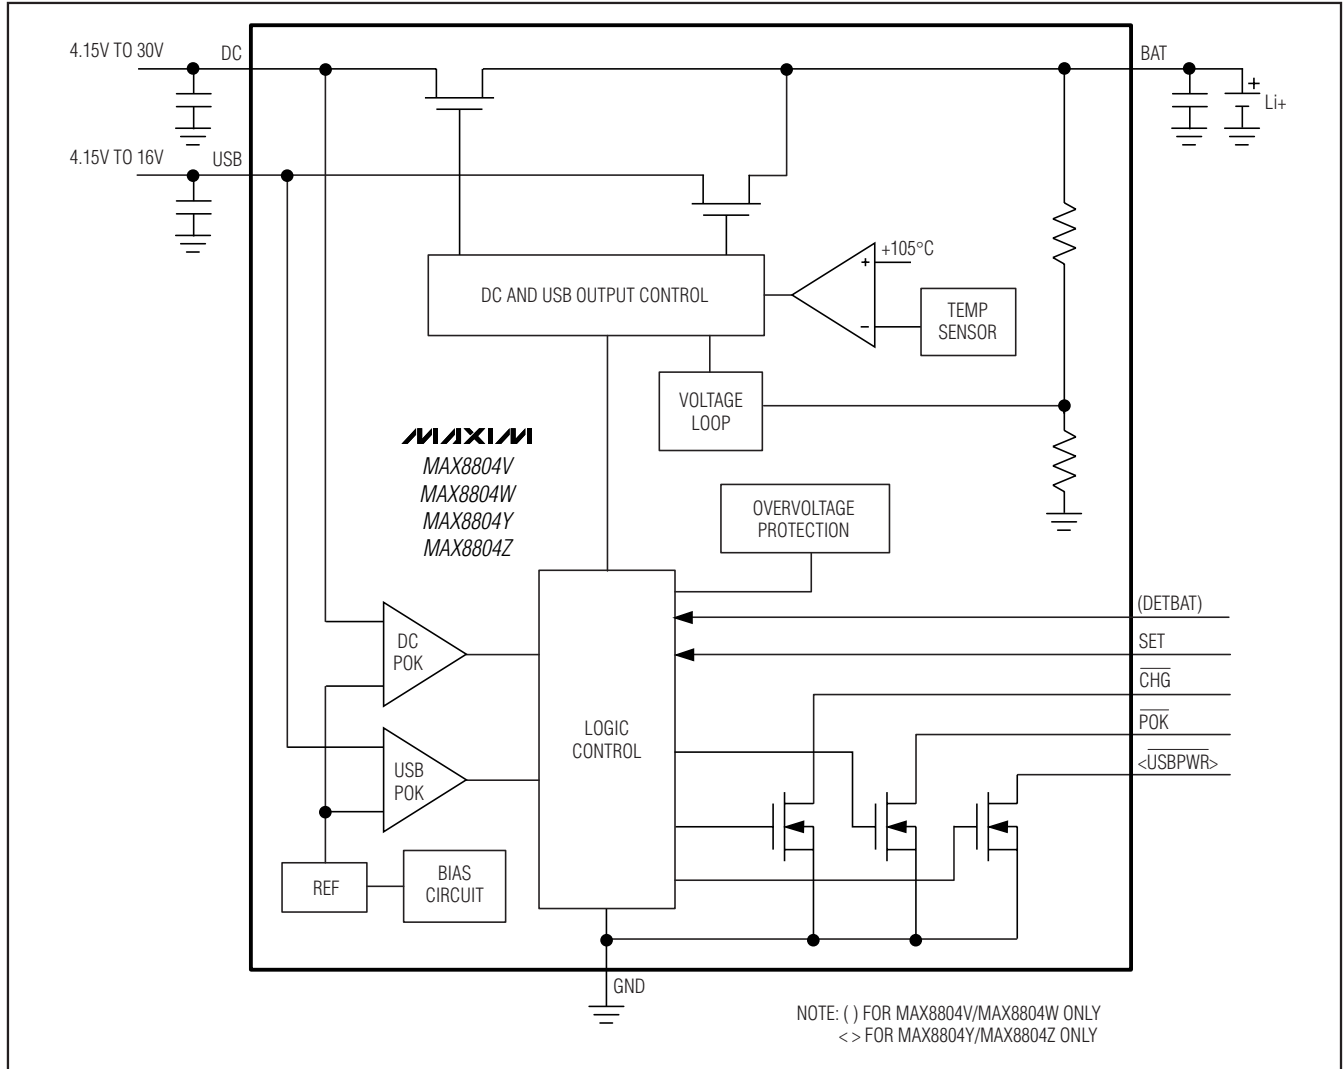 4.15V TO 30V
DC
BAT
+
Li+
4.15V TO 16V
USB
+105°C
+
−
DC AND USB OUTPUT CONTROL
TEMP
SENSOR
VOLTAGE
LOOP
MAXIM
MAX8804V
MAX8804W
MAX8804Y
MAX8804Z
OVERVOLTAGE
PROTECTION
(DETBAT)
SET
CHG
POK
<USBPWR>
DC
POK
LOGIC
CONTROL
USB
POK
REF
BIAS
CIRCUIT
GND
NOTE: ( ) FOR MAX8804V/MAX8804W ONLY
< > FOR MAX8804Y/MAX8804Z ONLY